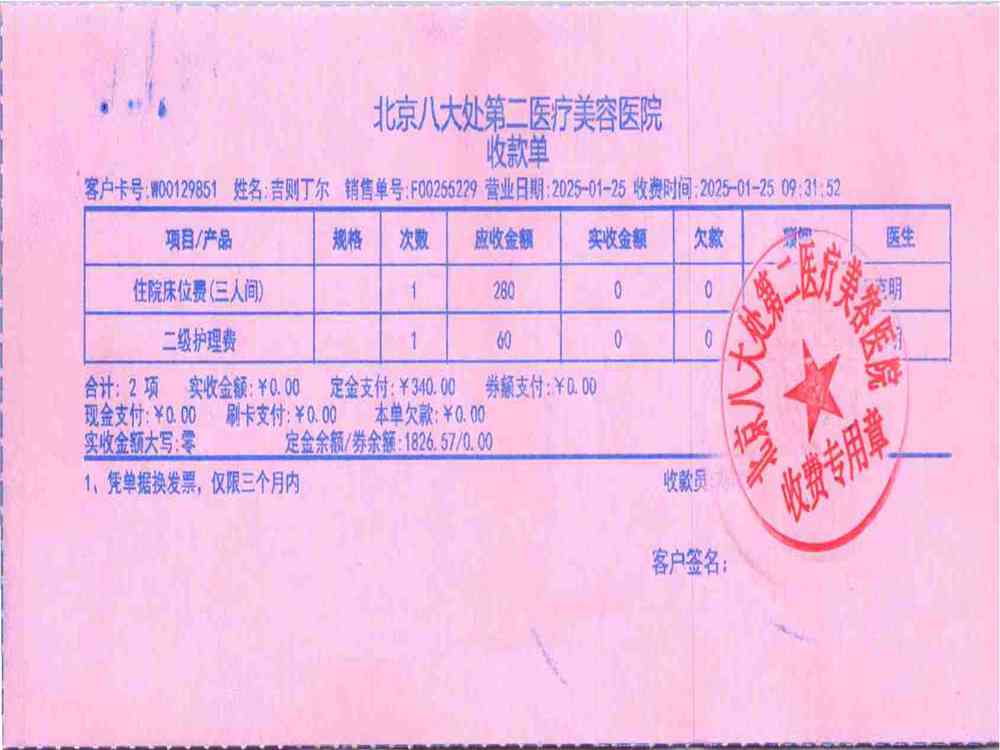 北京八大处第二医疗美容医院
收款单
客户卡号:W00129851 姓名:吉则丁尔 销售单号:F00255229 营业日期:2025-01-25 收费时间:2025-01-25 09:31:52
项目/产品 规格 次数 应收金额 实收金额 欠款 医生
住院床位费(三人间) 1 280 0 0 明
二级护理费 1 60 0 0
合计: 2 项 实收金额:¥0.00 定金支付:¥340.00 券额支付:¥0.00
现金支付:¥0.00 刷卡支付:¥0.00 本单欠款:¥0.00
实收金额大写:零 定金余额/券余额:1826.57/0.00
1、凭单据换发票, 仅限三个月内 收款员:
客户签名:
北京八大处第二医疗美容医院
收费专用章